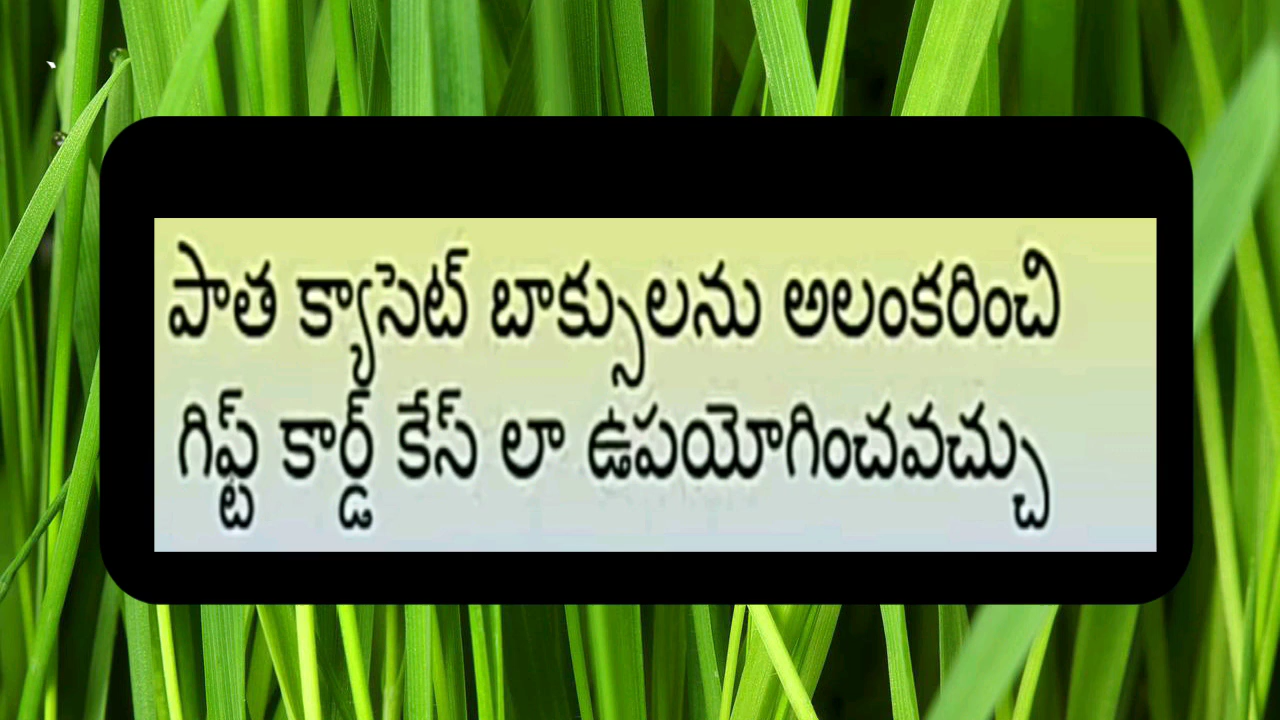 పాత క్యాసెట్ బాక్సులను అలంకరించి
గిఫ్ట్ కార్డ్ కేస్ లా ఉపయోగించవచ్చు